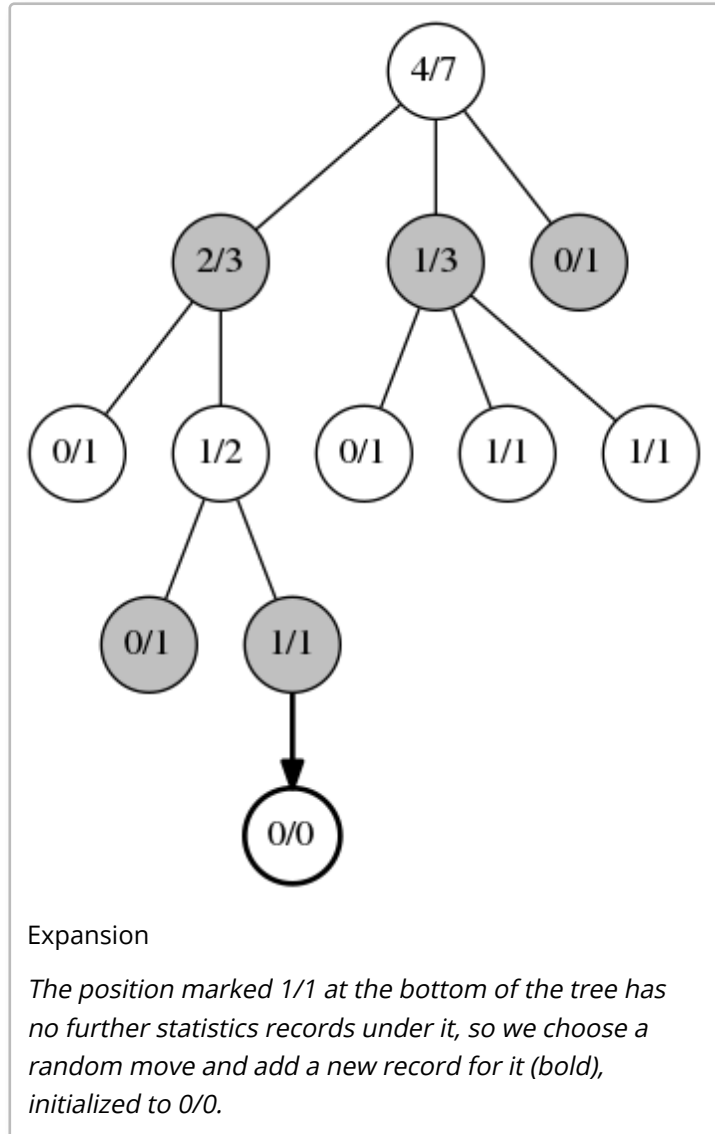 4/7
2/3 1/3 0/1
0/1 1/2 0/1 1/1 1/1
0/1 1/1
0/0
Expansion
The position marked 1/1 at the bottom of the tree has
no further statistics records under it, so we choose a
random move and add a new record for it (bold),
initialized to 0/0.